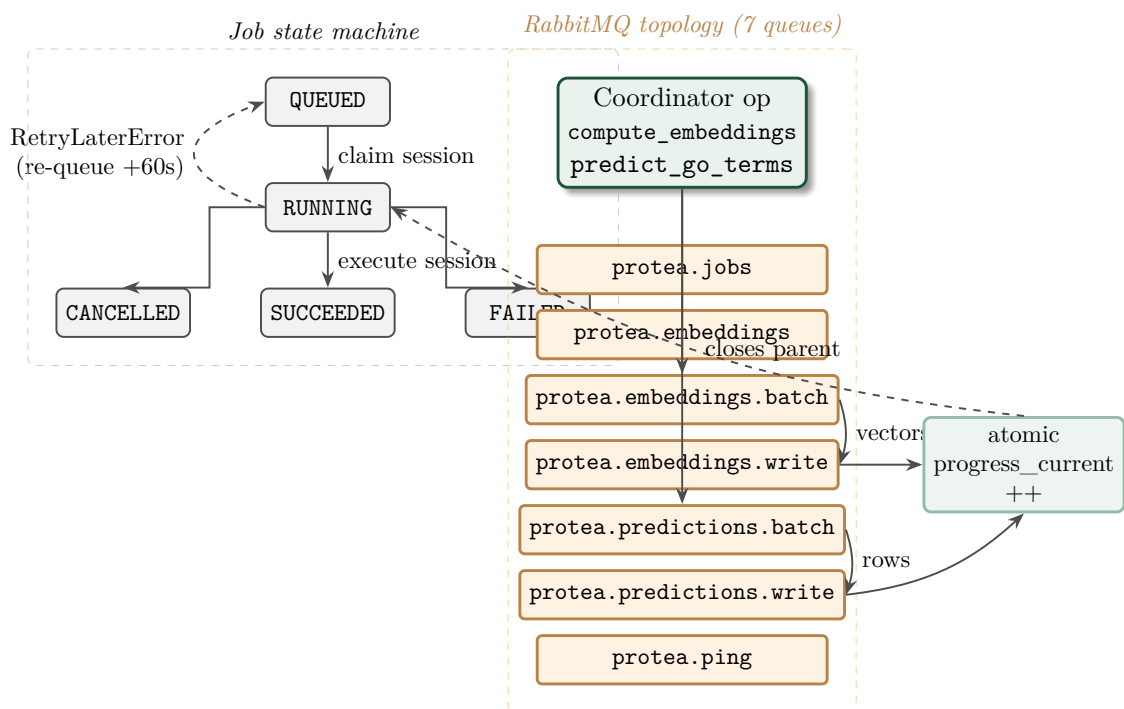 Job state machine
QUEUED
RetryLaterError
(re-queue +60s)
claim session
RUNNING
execute session
CANCELLED
SUCCEEDED
FAILED
RabbitMQ topology (7 queues)
Coordinator op
compute_embeddings
predict_go_terms
protea.jobs
protea.embeddings
closes parent
protea.embeddings.batch
vectors
protea.embeddings.write
protea.predictions.batch
rows
protea.predictions.write
protea.ping
atomic
progress_current
++